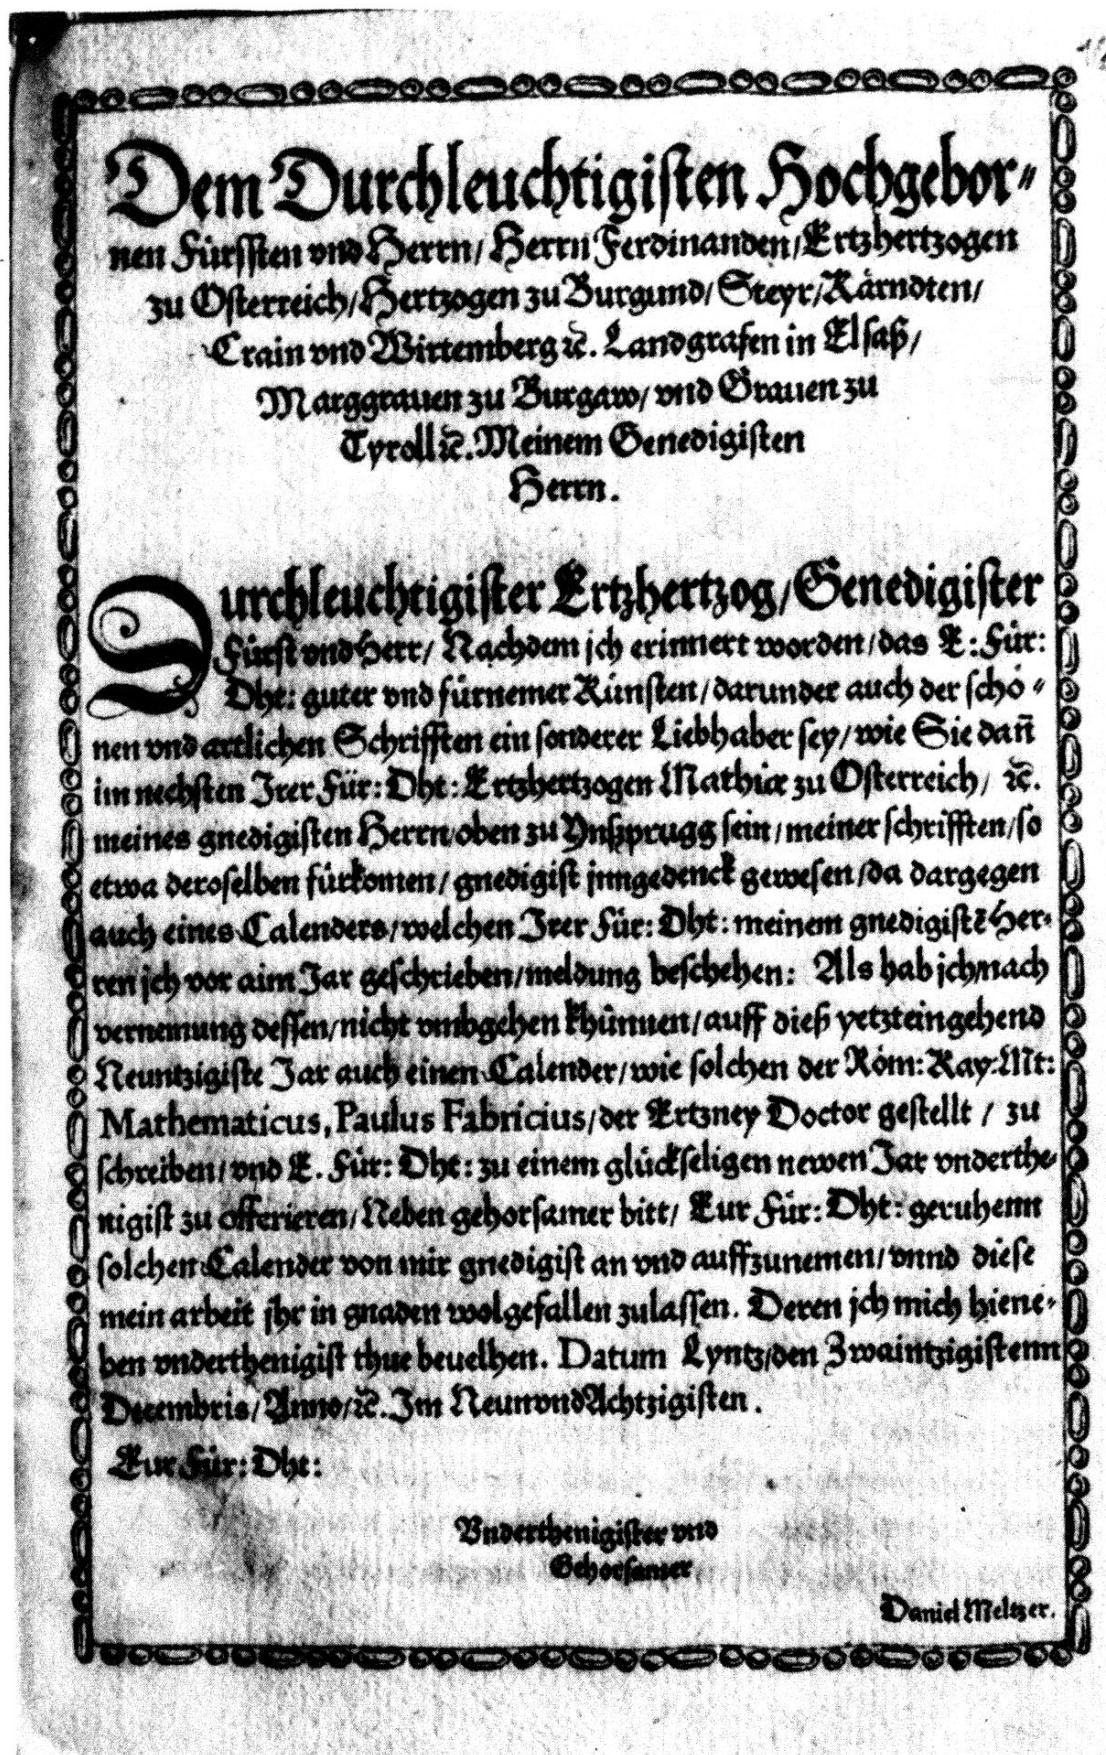 Dem Durchleuchtigisten Hochgebor⸗
nen Fürssten vnd Herrn/ Herrn Ferdinanden/ Ertzhertzogen
zu Osterreich/ Hertzogen zu Burgund/ Steyr/ Kärndten/
Crain vnd Wirtemberg ꝛc. Landgrafen in Elsaß/
Marggrauen zu Burgaw/ vnd Grauen zu
Tyroll ꝛc. Meinem Genedigisten
Herrn.
Durchleuchtigister Ertzhertzog/ Genedigister
Fürst vnd Herr/ Nachdem jch erinnert worden/ das E: Für:
Dht: guter vnd fürnemer Künsten/ darunder auch der schö⸗
nen vnd artlichen Schrifften ein sonderer Liebhaber sey/ wie Sie dañ
im nechsten Irer Für: Dht: Ertzhertzogen Mathiæ zu Osterreich/ ꝛc.
meines gnedigisten Herrn/ oben zu Ynßprugg sein/ meiner schrifften/ so
etwa deroselben fürkomen/ gnedigist jnngedenck gewesen/ da dargegen
auch eines Calenders/ welchen Irer Für: Dht: meinem gnedigistē Her⸗
ren jch vor aim Jar geschrieben/ meldung beschehen: Als hab jch/ nach
vernemung dessen/ nicht vmbgehen khünnen/ auff dieß yetzteingehend
Neuntzigiste Jar auch einen Calender/ wie solchen der Röm: Kay: Mt:
Mathematicus, Paulus Fabricius/ der Ertzney Doctor gestellt / zu
schreiben/ vnd E. Für: Dht: zu einem glückseligen newen Jar vnderthe⸗
nigist zu offerieren/ Neben gehorsamer bitt/ Eur Für: Dht: geruhenn
solchen Calender von mir gnedigist an vnd auffzunemen/ vnnd diese
mein arbeit jhr in gnaden wolgefallen zulassen. Deren jch mich hiene⸗
ben vnderthenigist thue beuelhen. Datum Lyntz/ den Zwaintzigistenn
Decembris/ Anno/ ꝛc. Im Neunvnd Achtzigisten.
Eur Für: Dht:
Vnderthenigister vnd
Gehorsamer
Daniel Meltzer.